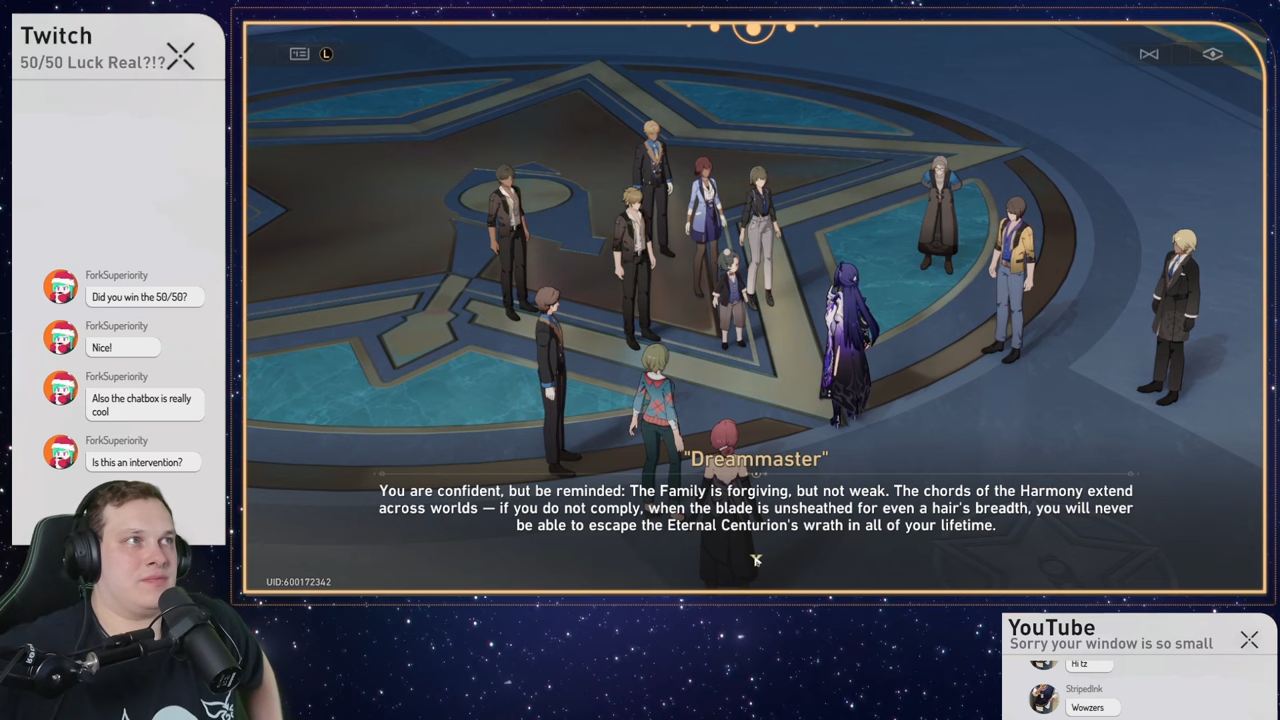 Twitch
50/50 Luck Real?!?
ForkSuperiority
Did you win the 50/50?
ForkSuperiority
Nice!
ForkSuperiority
Also the chatbox is really
cool
ForkSuperiority
Is this an intervention?
L
"Dreammaster"
You are confident, but be reminded: The Family is forgiving, but not weak. The chords of the Harmony extend
across worlds — if you do not comply, when the blade is unsheathed for even a hair's breadth, you will never
be able to escape the Eternal Centurion's wrath in all of your lifetime.
UID:600172342
YouTube
Sorry your window is so small
Hi tz
StripedInk
Wowzers